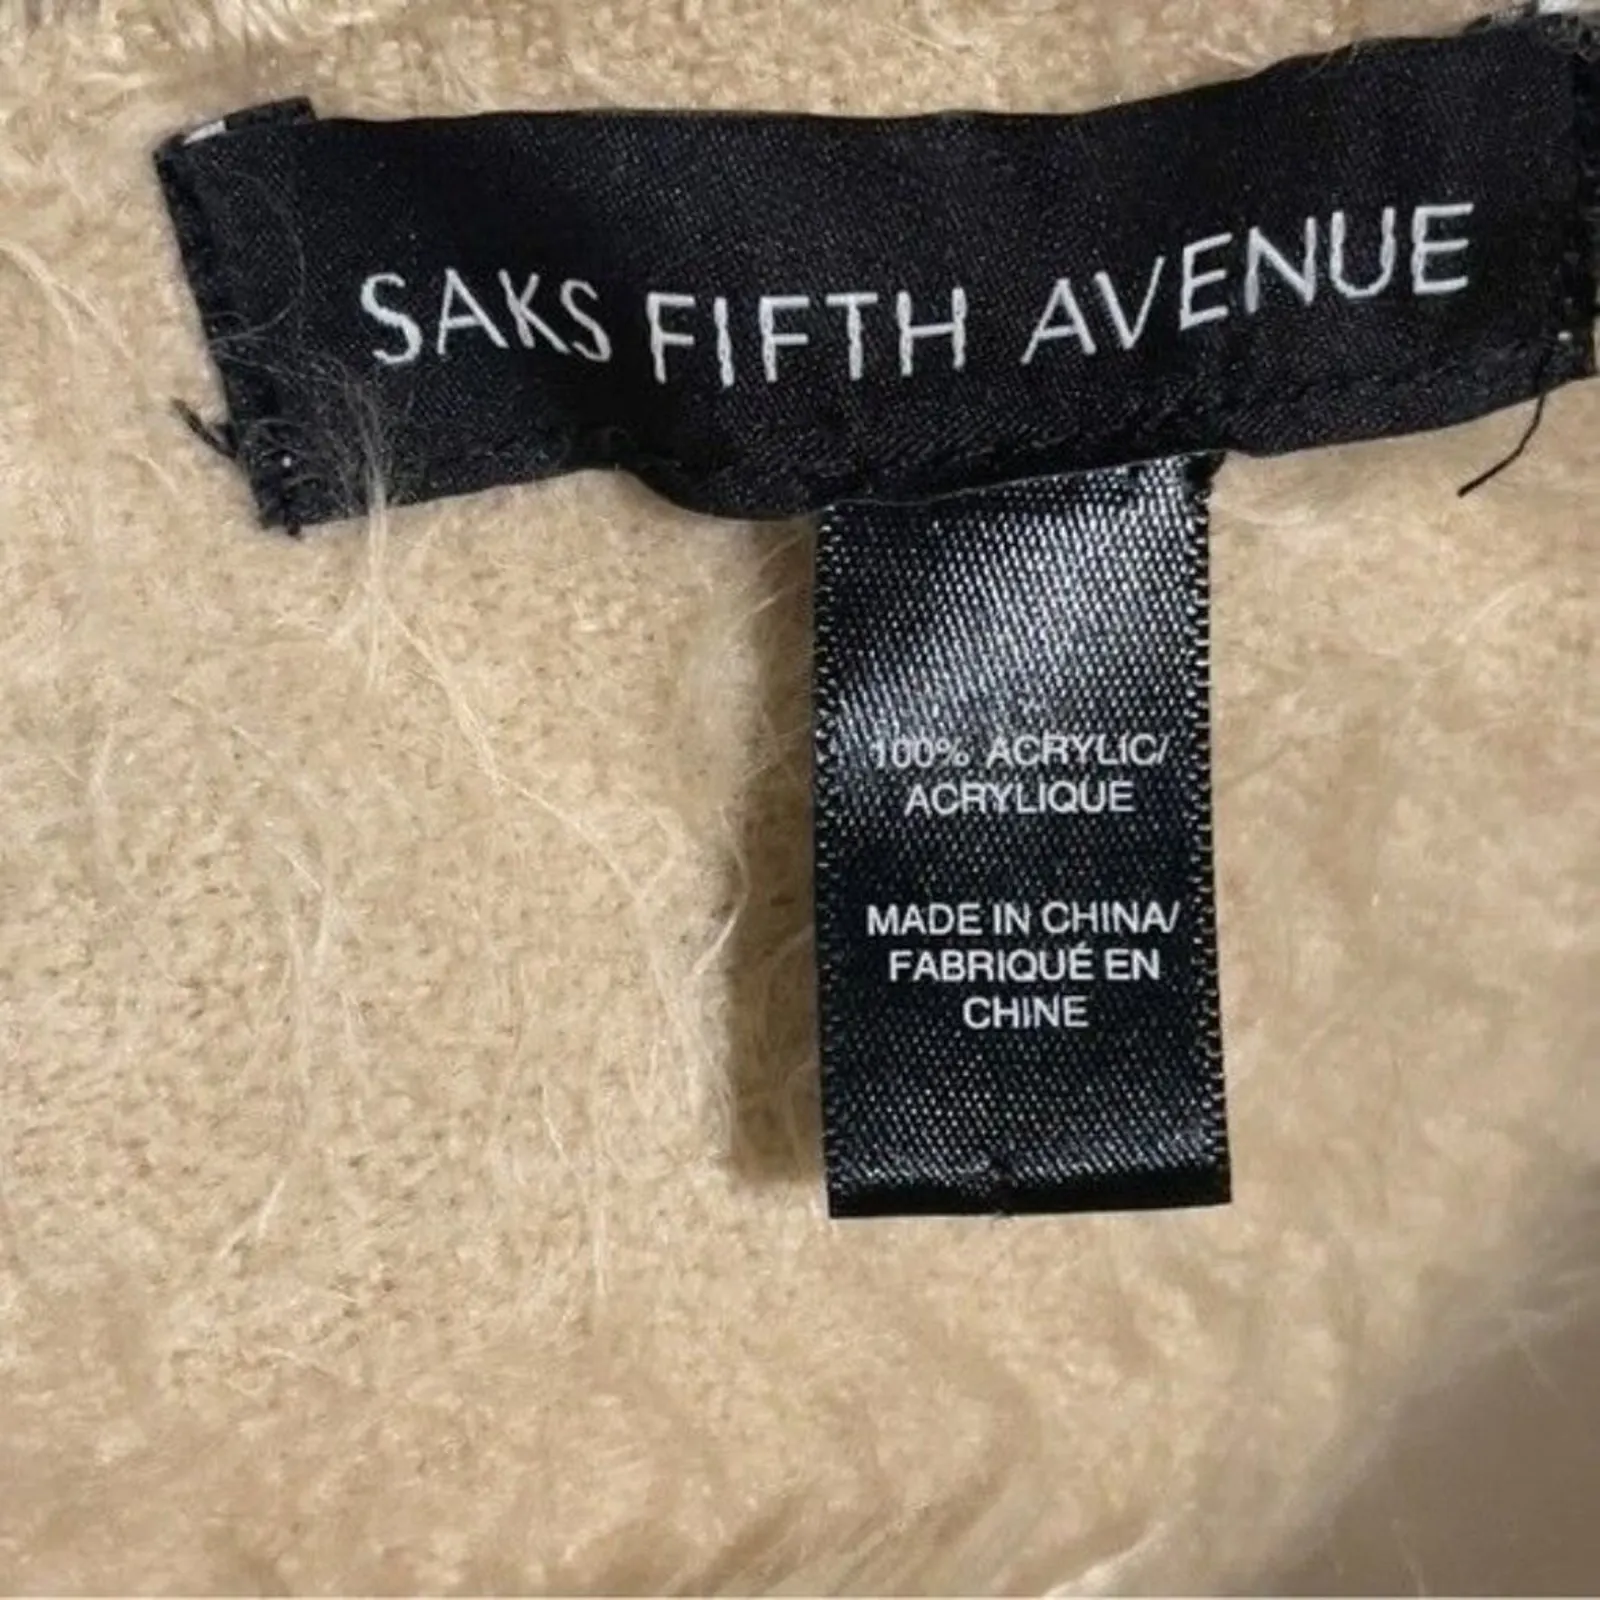 SAKS FIFTH AVENUE
100% ACRYLIC/
ACRYLIQUE
MADE IN CHINA/
FABRIQUÉ EN
CHINE